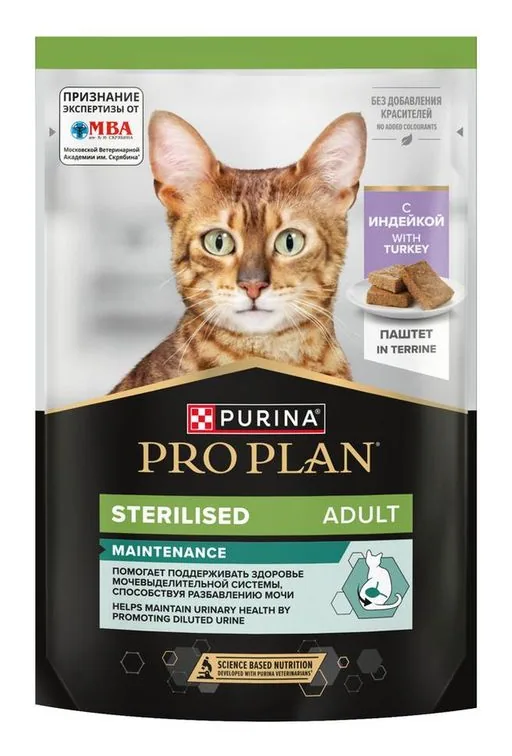 ПРИЗНАНИЕ
ЭКСПЕРТИЗЫ ОТ
МВА
ИМ. К.И. СКРЯБИНА
Московской Ветеринарной
Академии им. Скрябина*
БЕЗ ДОБАВЛЕНИЯ
КРАСИТЕЛЕЙ
NO ADDED COLOURANTS
С
ИНДЕЙКОЙ
WITH
TURKEY
ПАШТЕТ
IN TERRINE
PURINA®
PRO PLAN®
STERILISED ADULT
MAINTENANCE
ПОМОГАЕТ ПОДДЕРЖИВАТЬ ЗДОРОВЬЕ
МОЧЕВЫДЕЛИТЕЛЬНОЙ СИСТЕМЫ,
СПОСОБСТВУЯ РАЗБАВЛЕНИЮ МОЧИ
HELPS MAINTAIN URINARY HEALTH BY
PROMOTING DILUTED URINE
SCIENCE BASED NUTRITION
DEVELOPED WITH PURINA VETERINARIANS